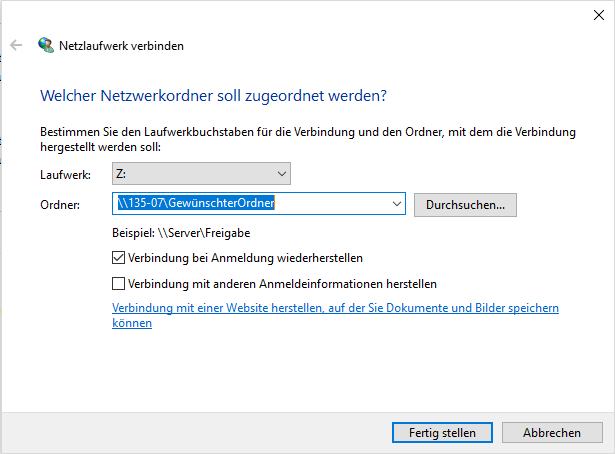 Netzlaufwerk verbinden
Welcher Netzwerkordner soll zugeordnet werden?
Bestimmen Sie den Laufwerkbuchstaben für die Verbindung und den Ordner, mit dem die Verbindung
hergestellt werden soll:
Laufwerk: Z:
Ordner: \\135-07\GewünschterOrdner Durchsuchen...
Beispiel: \\Server\Freigabe
Verbindung bei Anmeldung wiederherstellen
Verbindung mit anderen Anmeldeinformationen herstellen
Verbindung mit einer Website herstellen, auf der Sie Dokumente und Bilder speichern
können
Fertig stellen Abbrechen